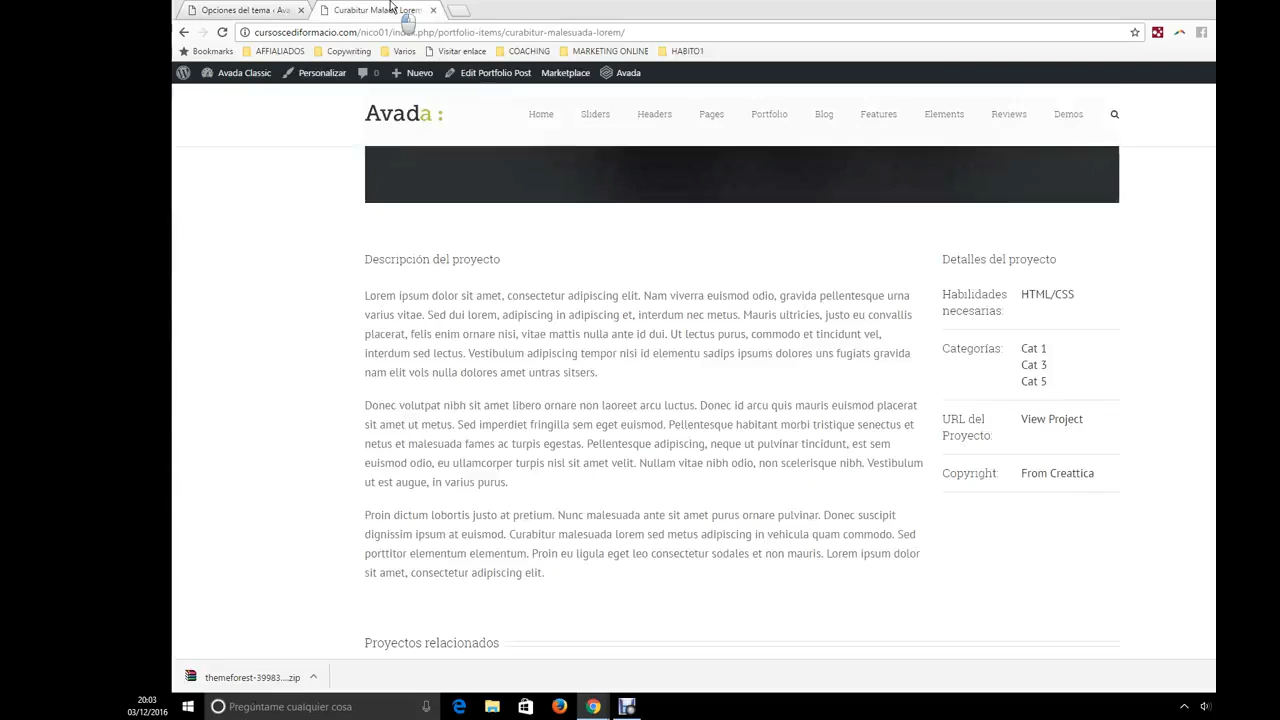 Opciones del tema ‹ Ava
Curabitur Malad Lorem
cursoscediformacio.com/nico01/index.php/portfolio-items/curabitur-malesuada-lorem/
Bookmarks AFFIALIADOS Copywriting Varios Visitar enlace COACHING MARKETING ONLINE HABITO1
Avada Classic Personalizar 0 Nuevo Edit Portfolio Post Marketplace Avada
Avada :
Home Sliders Headers Pages Portfolio Blog Features Elements Reviews Demos
Descripción del proyecto
Lorem ipsum dolor sit amet, consectetur adipiscing elit. Nam viverra euismod odio, gravida pellentesque urna
varius vitae. Sed dui lorem, adipiscing in adipiscing et, interdum nec metus. Mauris ultricies, justo eu convallis
placerat, felis enim ornare nisi, vitae mattis nulla ante id dui. Ut lectus purus, commodo et tincidunt vel,
interdum sed lectus. Vestibulum adipiscing tempor nisi id elementu sadips ipsums dolores uns fugiats gravida
nam elit vols nulla dolores amet untras sitsers.
Donec volutpat nibh sit amet libero ornare non laoreet arcu luctus. Donec id arcu quis mauris euismod placerat
sit amet ut metus. Sed imperdiet fringilla sem eget euismod. Pellentesque habitant morbi tristique senectus et
netus et malesuada fames ac turpis egestas. Pellentesque adipiscing, neque ut pulvinar tincidunt, est sem
euismod odio, eu ullamcorper turpis nisl sit amet velit. Nullam vitae nibh odio, non scelerisque nibh. Vestibulum
ut est augue, in varius purus.
Proin dictum lobortis justo at pretium. Nunc malesuada ante sit amet purus ornare pulvinar. Donec suscipit
dignissim ipsum at euismod. Curabitur malesuada lorem sed metus adipiscing in vehicula quam commodo. Sed
porttitor elementum elementum. Proin eu ligula eget leo consectetur sodales et non mauris. Lorem ipsum dolor
sit amet, consectetur adipiscing elit.
Detalles del proyecto
Habilidades necesarias: HTML/CSS
Categorías: Cat 1
Cat 3
Cat 5
URL del Proyecto: View Project
Copyright: From Creattica
Proyectos relacionados
themeforest-39983....zip
20:03
03/12/2016
Pregúntame cualquier cosa